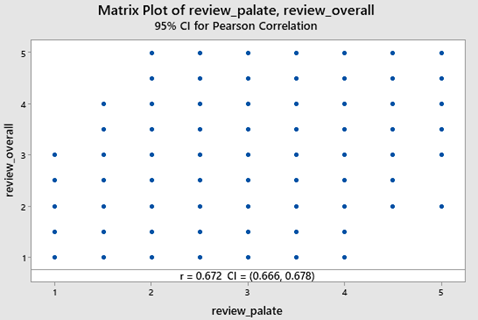 Matrix Plot of review_palate, review_overall
95% CI for Pearson Correlation
5
4
3
2
1
review_overall
r = 0.672 CI = (0.666, 0.678)
1 2 3 4 5
review_palate